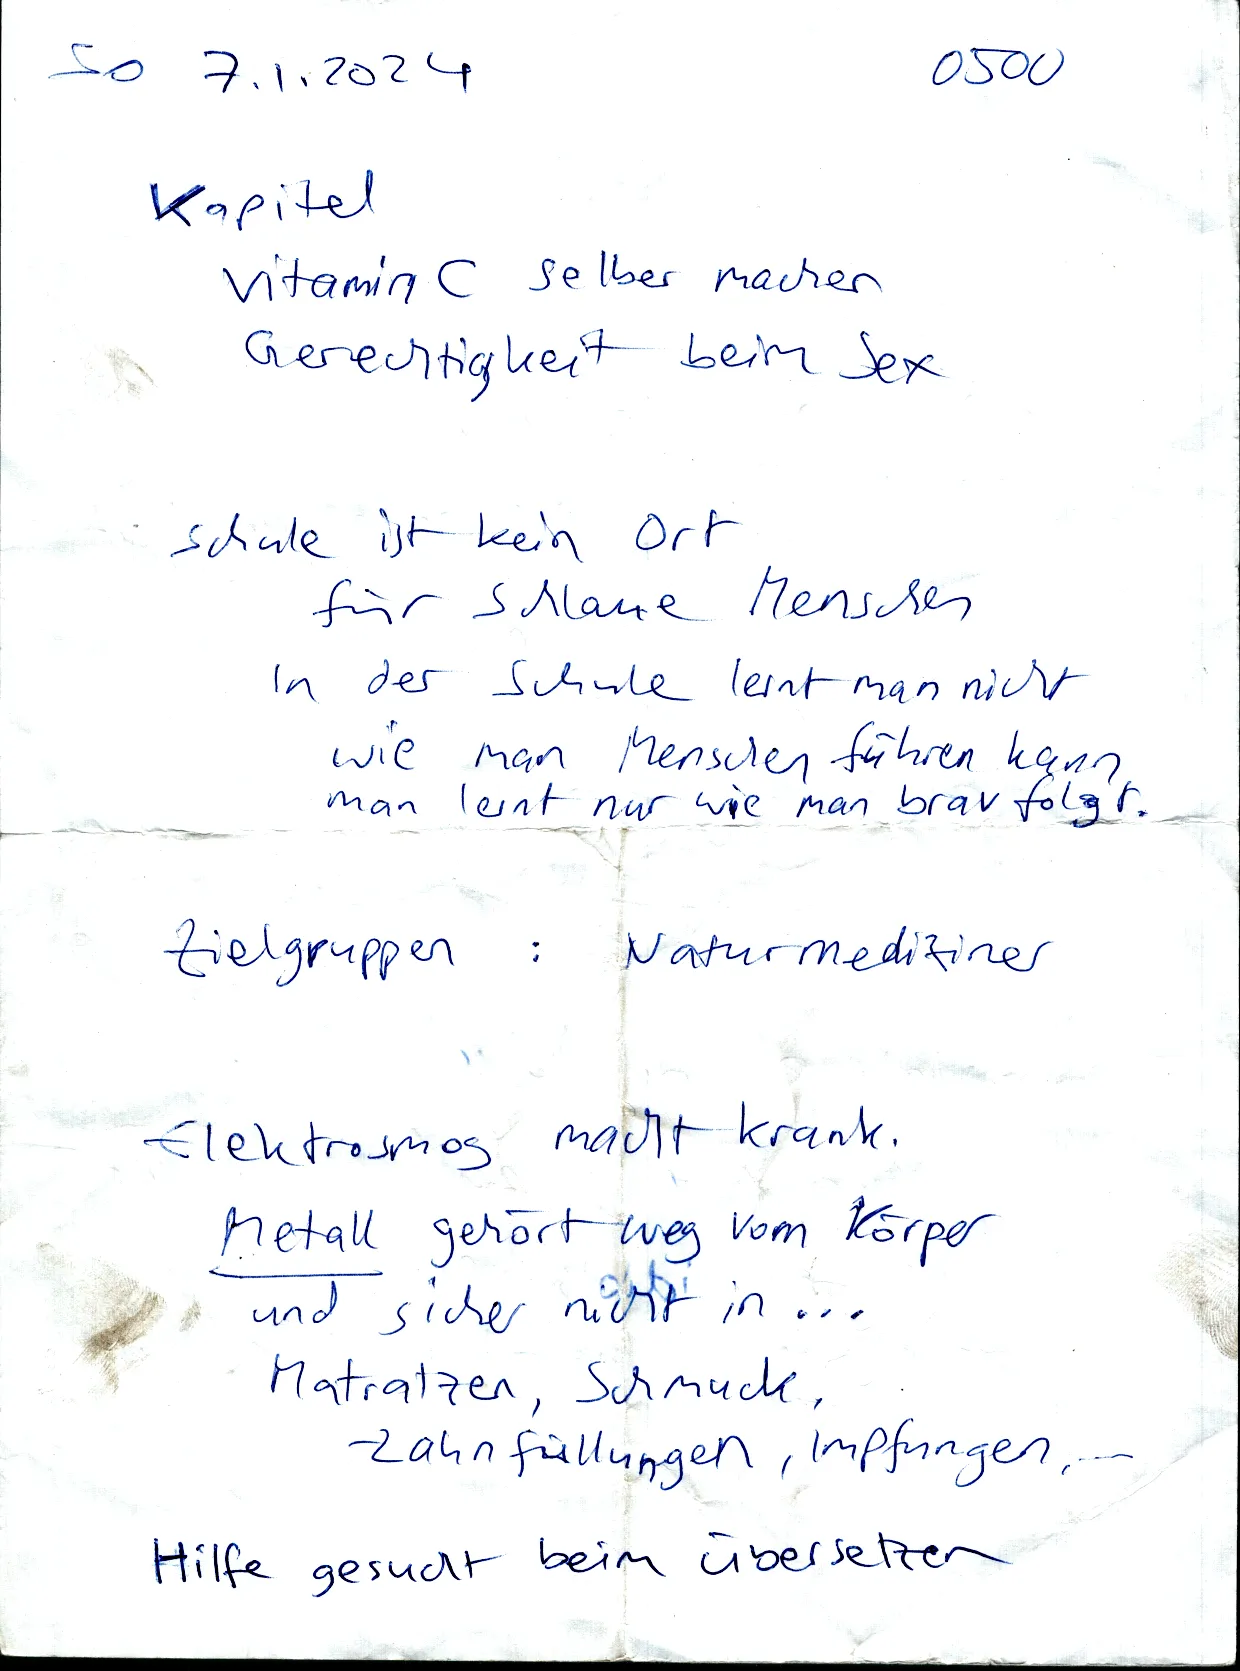 So 7.1.2024 0500
Kapitel
Vitamin C selber machen
Gerechtigkeit beim Sex
Schule ist kein Ort
für schlaue Menschen
In der Schule lernt man nicht
wie man Menschen führen kann
man lernt nur wie man brav folgt.
Zielgruppen : Naturmediziner
Elektrosmog macht krank.
Metall gehört weg vom Körper
und sicher nicht in ...
Matratzen, Schmuck,
Zahnfüllungen, Impfungen, ...
Hilfe gesucht beim übersetzen